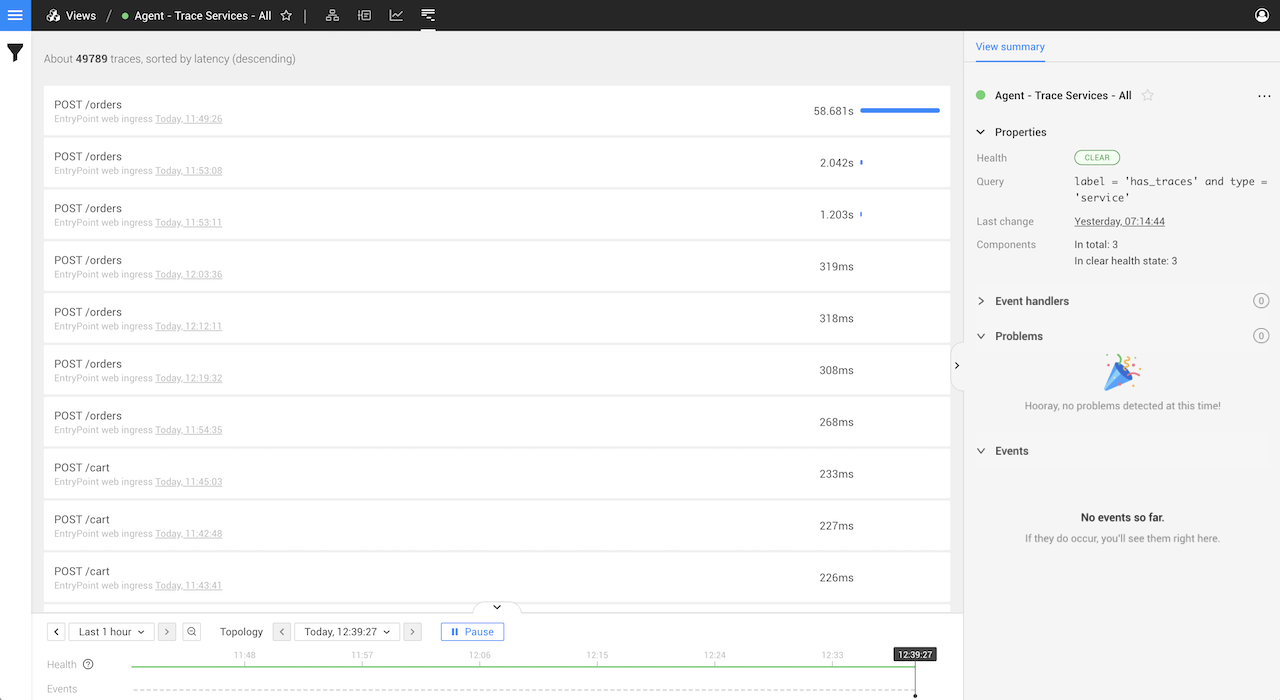 Views / Agent - Trace Services - All
About 49789 traces, sorted by latency (descending)
POST /orders
EntryPoint web ingress Today, 11:49:26
58.681s
POST /orders
EntryPoint web ingress Today, 11:53:08
2.042s
POST /orders
EntryPoint web ingress Today, 11:53:11
1.203s
POST /orders
EntryPoint web ingress Today, 12:03:36
319ms
POST /orders
EntryPoint web ingress Today, 12:12:11
318ms
POST /orders
EntryPoint web ingress Today, 12:19:32
308ms
POST /orders
EntryPoint web ingress Today, 11:54:35
268ms
POST /cart
EntryPoint web ingress Today, 11:45:03
233ms
POST /cart
EntryPoint web ingress Today, 11:42:48
227ms
POST /cart
EntryPoint web ingress Today, 11:43:41
226ms
Last 1 hour Topology Today, 12:39:27 Pause
11:48 11:57 12:06 12:15 12:24 12:33 12:39:27
Health ?
Events
View summary
Agent - Trace Services - All
Properties
Health CLEAR
Query label = 'has_traces' and type =
'service'
Last change Yesterday, 07:14:44
Components In total: 3
In clear health state: 3
Event handlers 0
Problems 0
Hooray, no problems detected at this time!
Events
No events so far.
If they do occur, you'll see them right here.